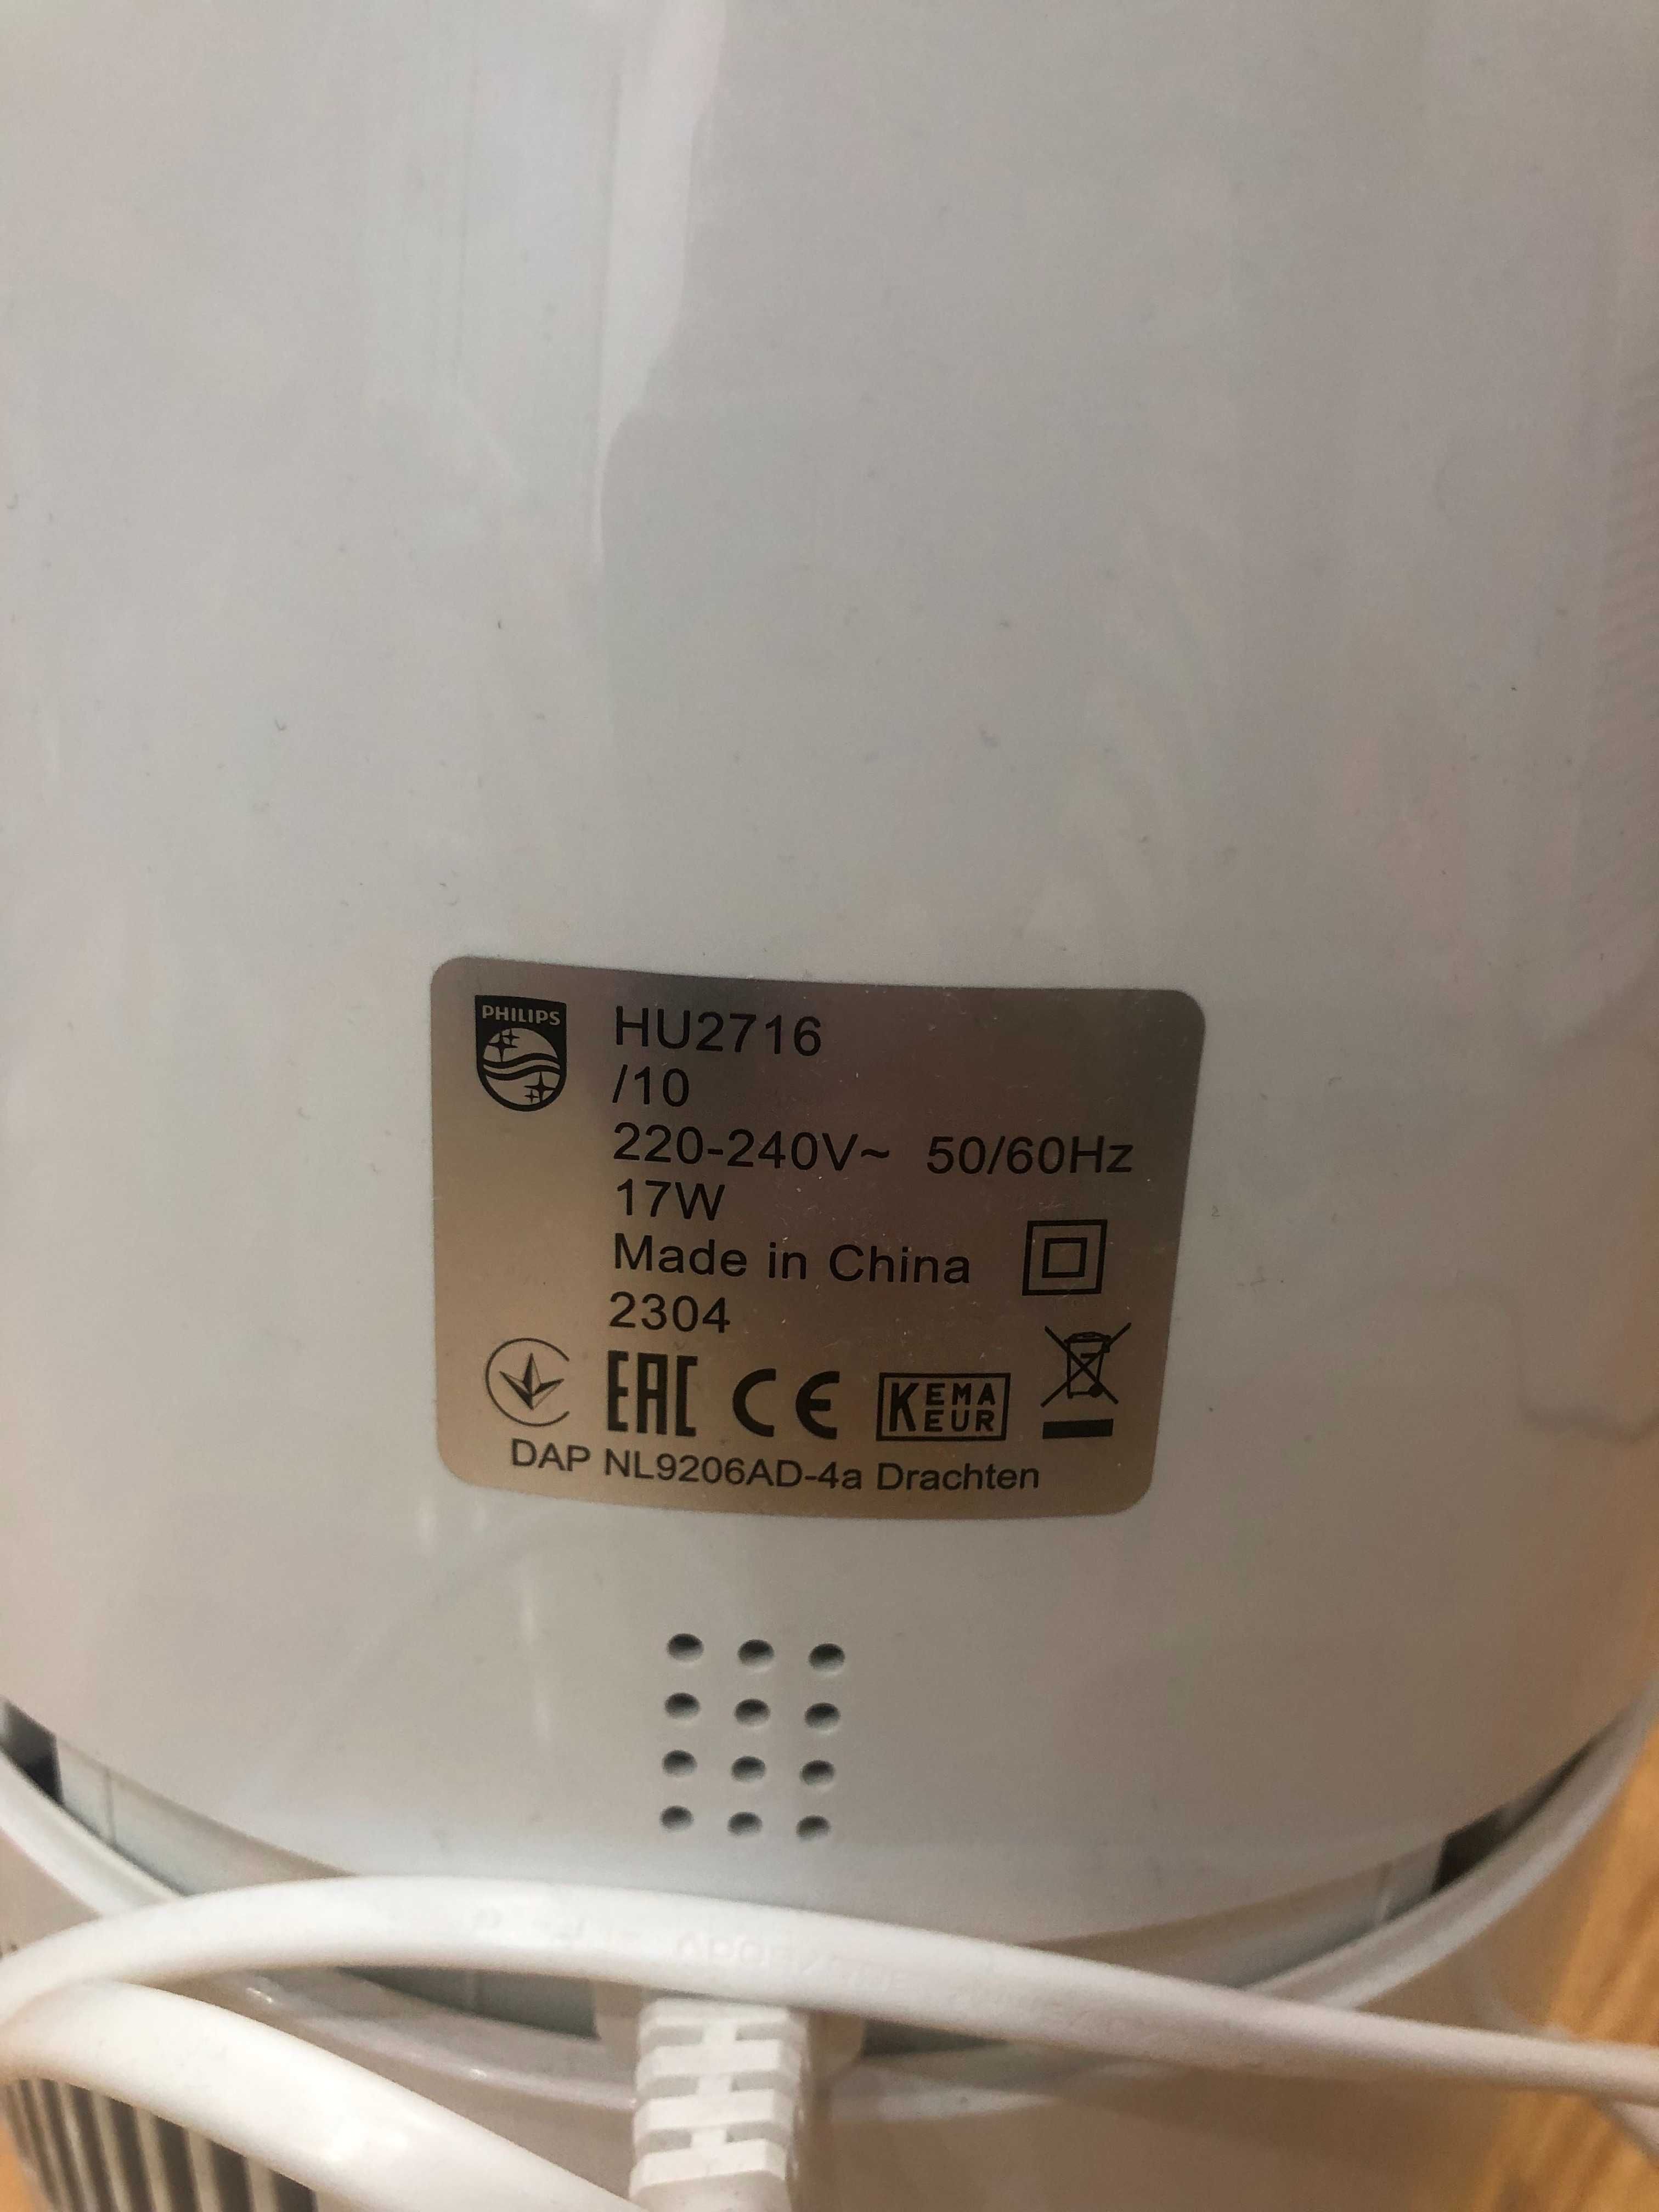 PHILIPS
HU2716
/10
220-240V~ 50/60Hz
17W
Made in China
2304
EAC CE KEMA EUR
DAP NL9206AD-4a Drachten